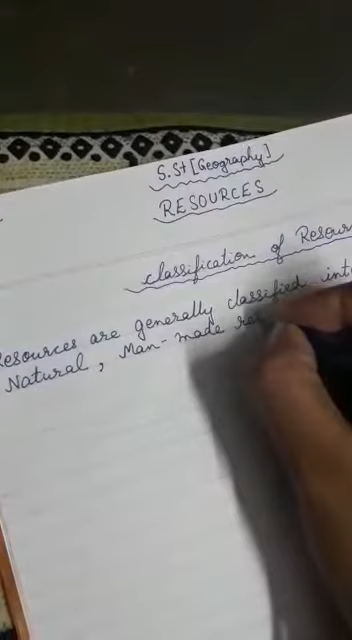 S.St [Geography]
RESOURCES
Classification of
Resources are generally classified
Natural, Man-made